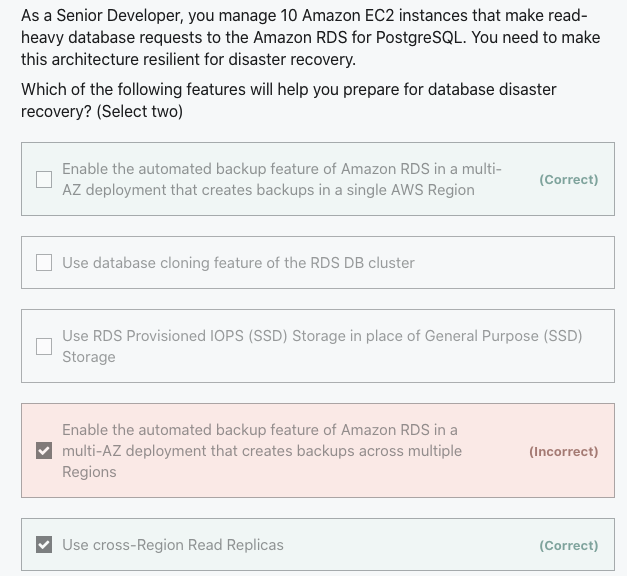 As a Senior Developer, you manage 10 Amazon EC2 instances that make read-
heavy database requests to the Amazon RDS for PostgreSQL. You need to make
this architecture resilient for disaster recovery.
Which of the following features will help you prepare for database disaster
recovery? (Select two)
Enable the automated backup feature of Amazon RDS in a multi-
AZ deployment that creates backups in a single AWS Region
(Correct)
Use database cloning feature of the RDS DB cluster
Use RDS Provisioned IOPS (SSD) Storage in place of General Purpose (SSD)
Storage
Enable the automated backup feature of Amazon RDS in a
multi-AZ deployment that creates backups across multiple
Regions
(Incorrect)
Use cross-Region Read Replicas
(Correct)